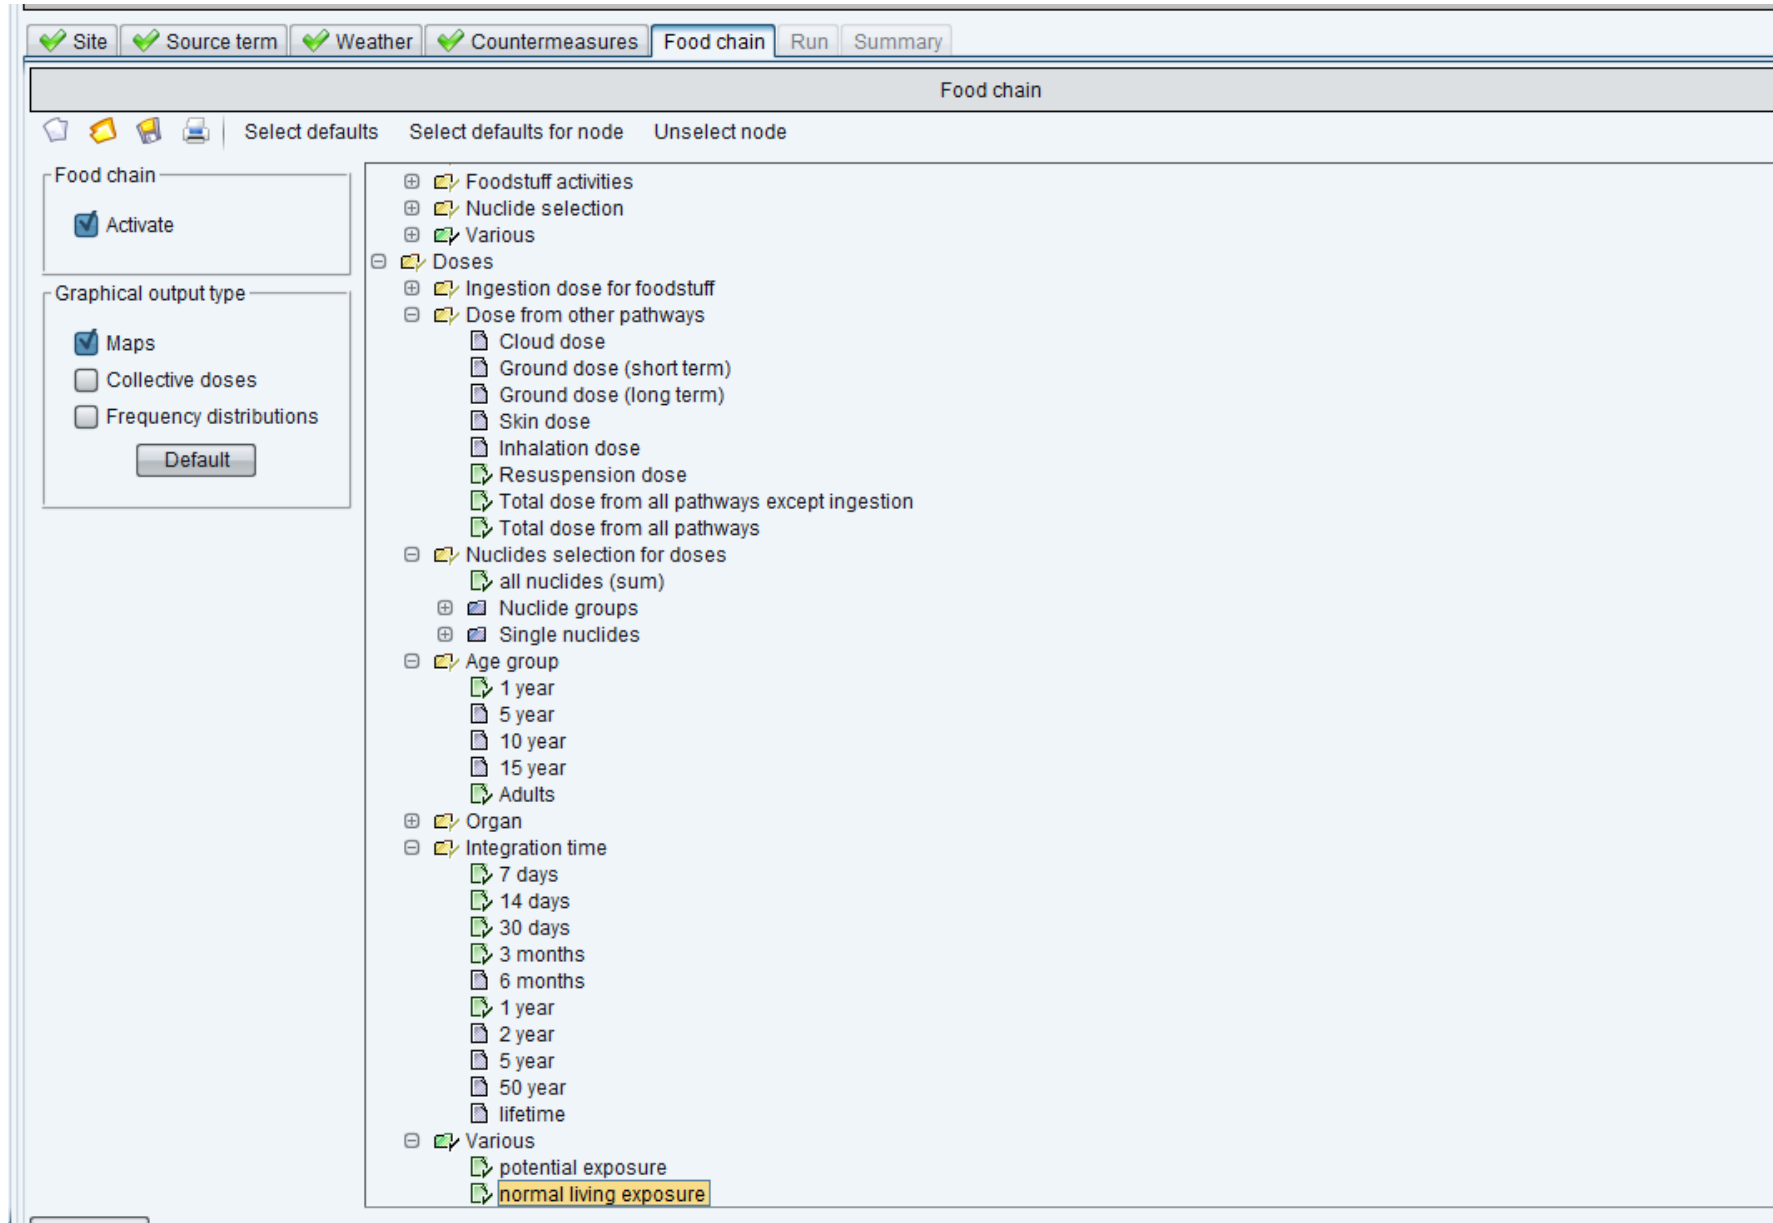 Site Source term Weather Countermeasures Food chain Run Summary
Food chain
Select defaults Select defaults for node Unselect node
Food chain
Activate
Graphical output type
Maps
Collective doses
Frequency distributions
Default
Foodstuff activities
Nuclide selection
Various
Doses
Ingestion dose for foodstuff
Dose from other pathways
Cloud dose
Ground dose (short term)
Ground dose (long term)
Skin dose
Inhalation dose
Resuspension dose
Total dose from all pathways except ingestion
Total dose from all pathways
Nuclides selection for doses
all nuclides (sum)
Nuclide groups
Single nuclides
Age group
1 year
5 year
10 year
15 year
Adults
Organ
Integration time
7 days
14 days
30 days
3 months
6 months
1 year
2 year
5 year
50 year
lifetime
Various
potential exposure
normal living exposure